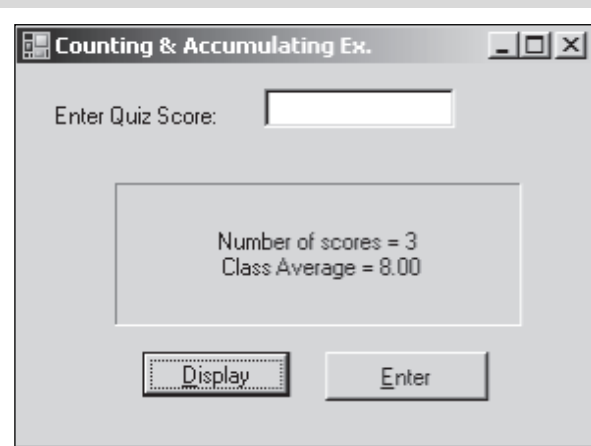 Counting & Accumulating Ex.
Enter Quiz Score:
Number of scores = 3
Class Average = 8.00
Display
Enter